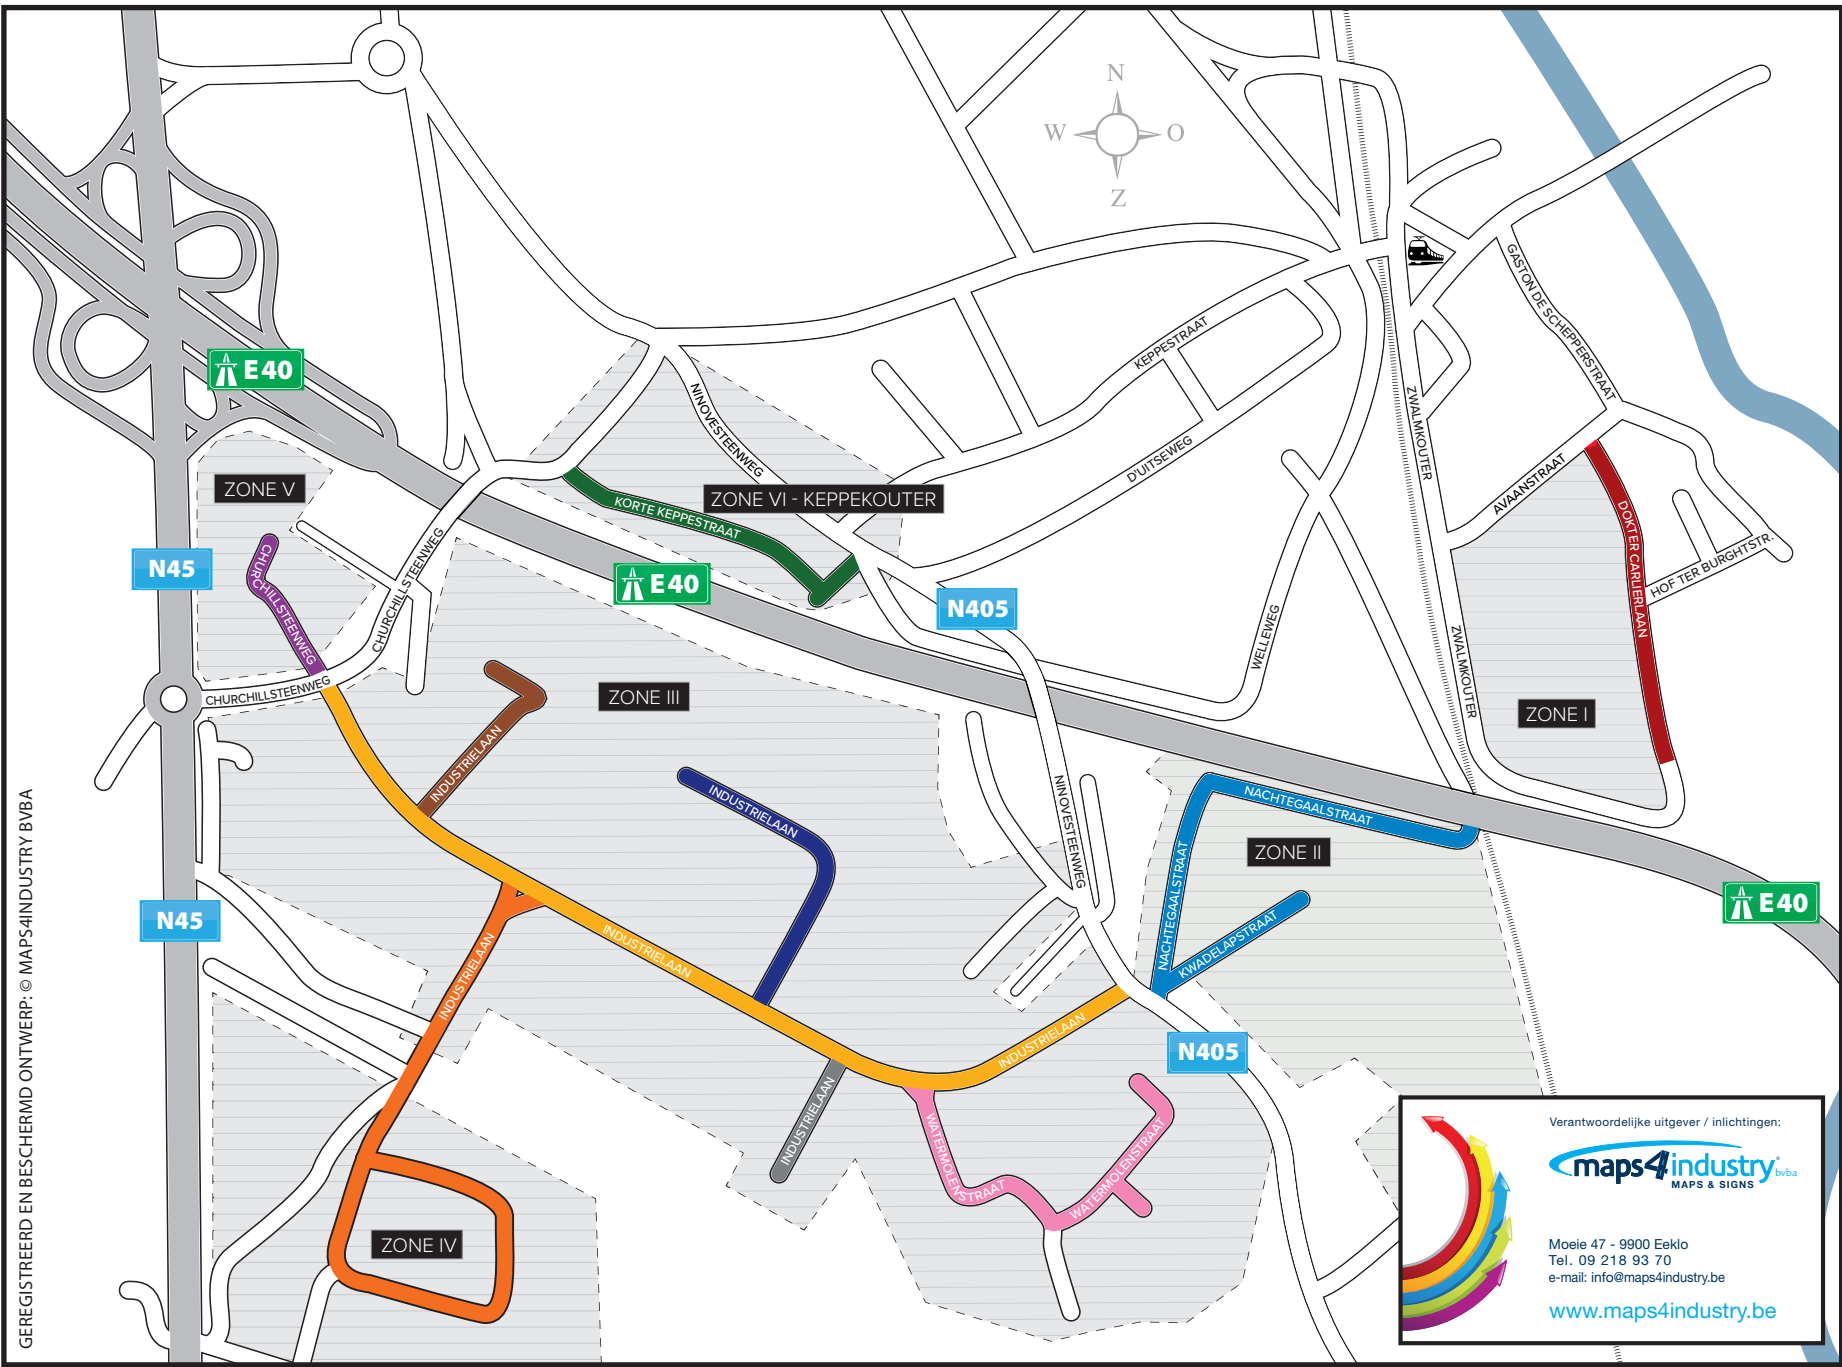 N
W
O
Z
KEPPESTRAAT
GASTON DE SCHEPPERSTRAAT
E40
NINOVESTEENWEG
D'UITSEWEG
ZWALMKOUTER
AVAANSTRAAT
ZONE V
ZONE VI - KEPPEKOUTER
KORTE KEPPESTRAAT
DOKTER CARLIERLAAN
HOF TER BURGHTSTR.
N45
CHURCHILLSTEENWEG
CHURCHILLSTEENWEG
E40
N405
WELLEWEG
ZWALMKOUTER
CHURCHILLSTEENWEG
ZONE III
ZONE I
INDUSTRIELAAN
INDUSTRIELAAN
NINOVESTEENWEG
NACHTEGAALSTRAAT
ZONE II
NACHTEGAALSTRAAT
KWADELAPSTRAAT
E40
N45
INDUSTRIELAAN
INDUSTRIELAAN
INDUSTRIELAAN
N405
INDUSTRIELAAN
WATERMOLENSTRAAT
WATERMOLENSTRAAT
ZONE IV
GEREGISTREERD EN BESCHERMD ONTWERP: © MAPS4INDUSTRY BVBA
Verantwoordelijke uitgever / inlichtingen:
maps4industry® bvba
MAPS & SIGNS
Moeie 47 - 9900 Eeklo
Tel. 09 218 93 70
e-mail: info@maps4industry.be
www.maps4industry.be